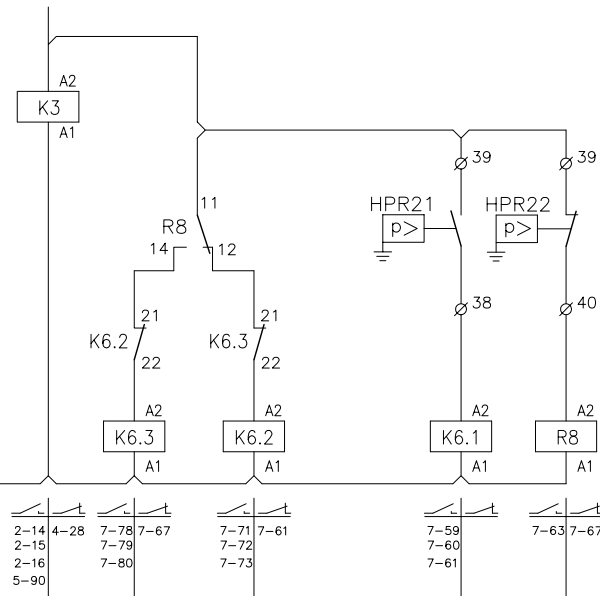 A2
K3
A1
39
39
HPR21
HPR22
p>
p>
11
R8
14
12
38
40
21
21
K6.2
K6.3
22
22
A2
A2
A2
A2
K6.3
K6.2
K6.1
R8
A1
A1
A1
A1
2-14 4-28 7-78 7-67 7-71 7-61 7-59 7-63 7-67
2-15 7-79 7-72 7-60
2-16 7-80 7-73 7-61
5-90